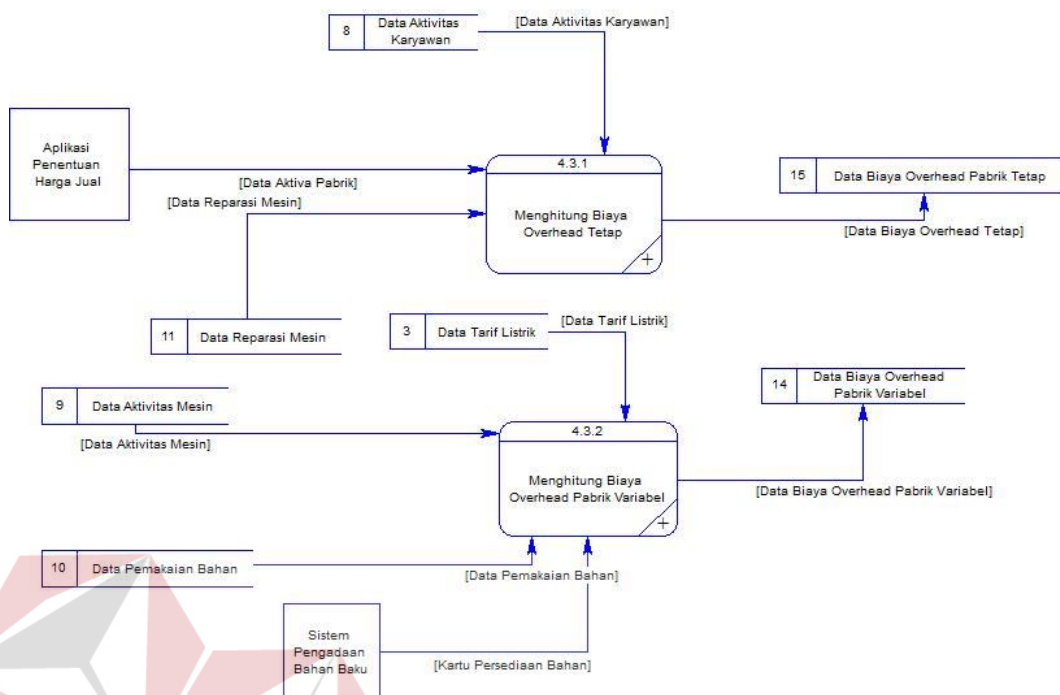 8
Data Aktivitas
Karyawan
[Data Aktivitas Karyawan]
Aplikasi
Penentuan
Harga Jual
[Data Aktiva Pabrik]
[Data Reparasi Mesin]
4.3.1
Menghitung Biaya
Overhead Tetap
+
15
Data Biaya Overhead Pabrik Tetap
[Data Biaya Overhead Tetap]
11
Data Reparasi Mesin
3
Data Tarif Listrik
[Data Tarif Listrik]
9
Data Aktivitas Mesin
[Data Aktivitas Mesin]
14
Data Biaya Overhead
Pabrik Variabel
4.3.2
Menghitung Biaya
Overhead Pabrik Variabel
+
[Data Biaya Overhead Pabrik Variabel]
10
Data Pemakaian Bahan
[Data Pemakaian Bahan]
Sistem
Pengadaan
Bahan Baku
[Kartu Persediaan Bahan]